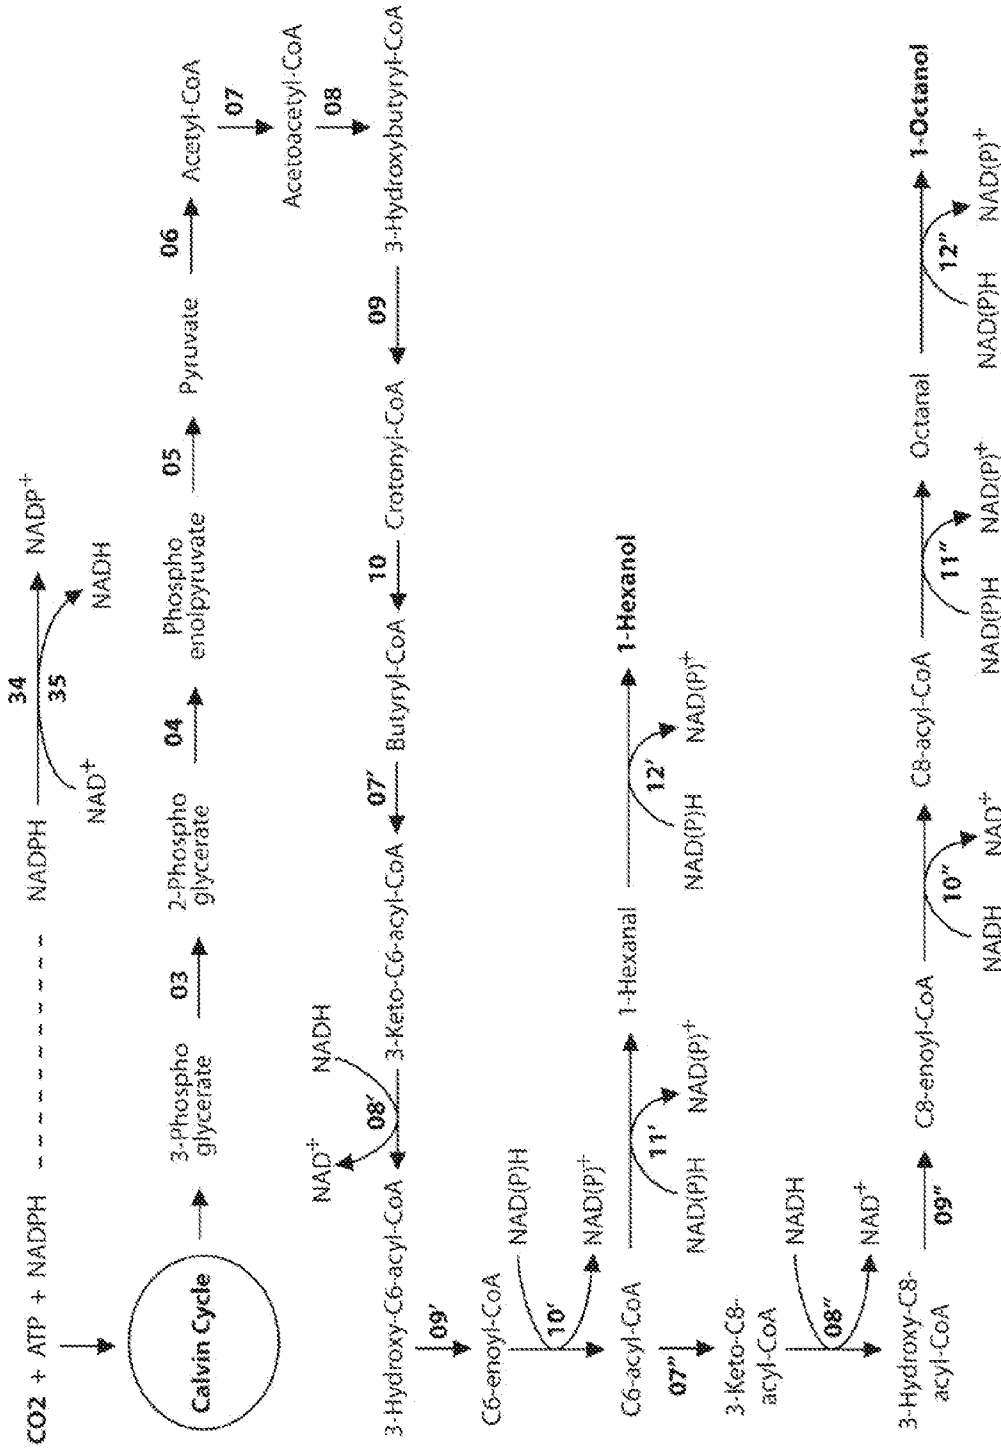 CO2 + ATP + NADPH
NADPH
34
35
NADP+
NAD+
NADH
Calvin Cycle
3-Phospho
glycerate
03
2-Phospho
glycerate
04
Phospho
enolpyruvate
05
Pyruvate
06
Acetyl-CoA
07
Acetoacetyl-CoA
08
3-Hydroxybutyryl-CoA
09
Crotonyl-CoA
10
Butyryl-CoA
07'
3-Keto-C6-acyl-CoA
NADH
08'
NAD+
3-Hydroxy-C6-acyl-CoA
09'
C6-enoyl-CoA
NAD(P)H
10'
NAD(P)+
C6-acyl-CoA
11'
NAD(P)H
NAD(P)+
1-Hexanal
12'
NAD(P)H
NAD(P)+
1-Hexanol
07"
3-Keto-C8-
acyl-CoA
NADH
08"
NAD+
3-Hydroxy-C8-
acyl-CoA
09"
C8-enoyl-CoA
10"
NADH
NAD+
C8-acyl-CoA
11"
NAD(P)H
NAD(P)+
Octanal
12"
NAD(P)H
NAD(P)+
1-Octanol